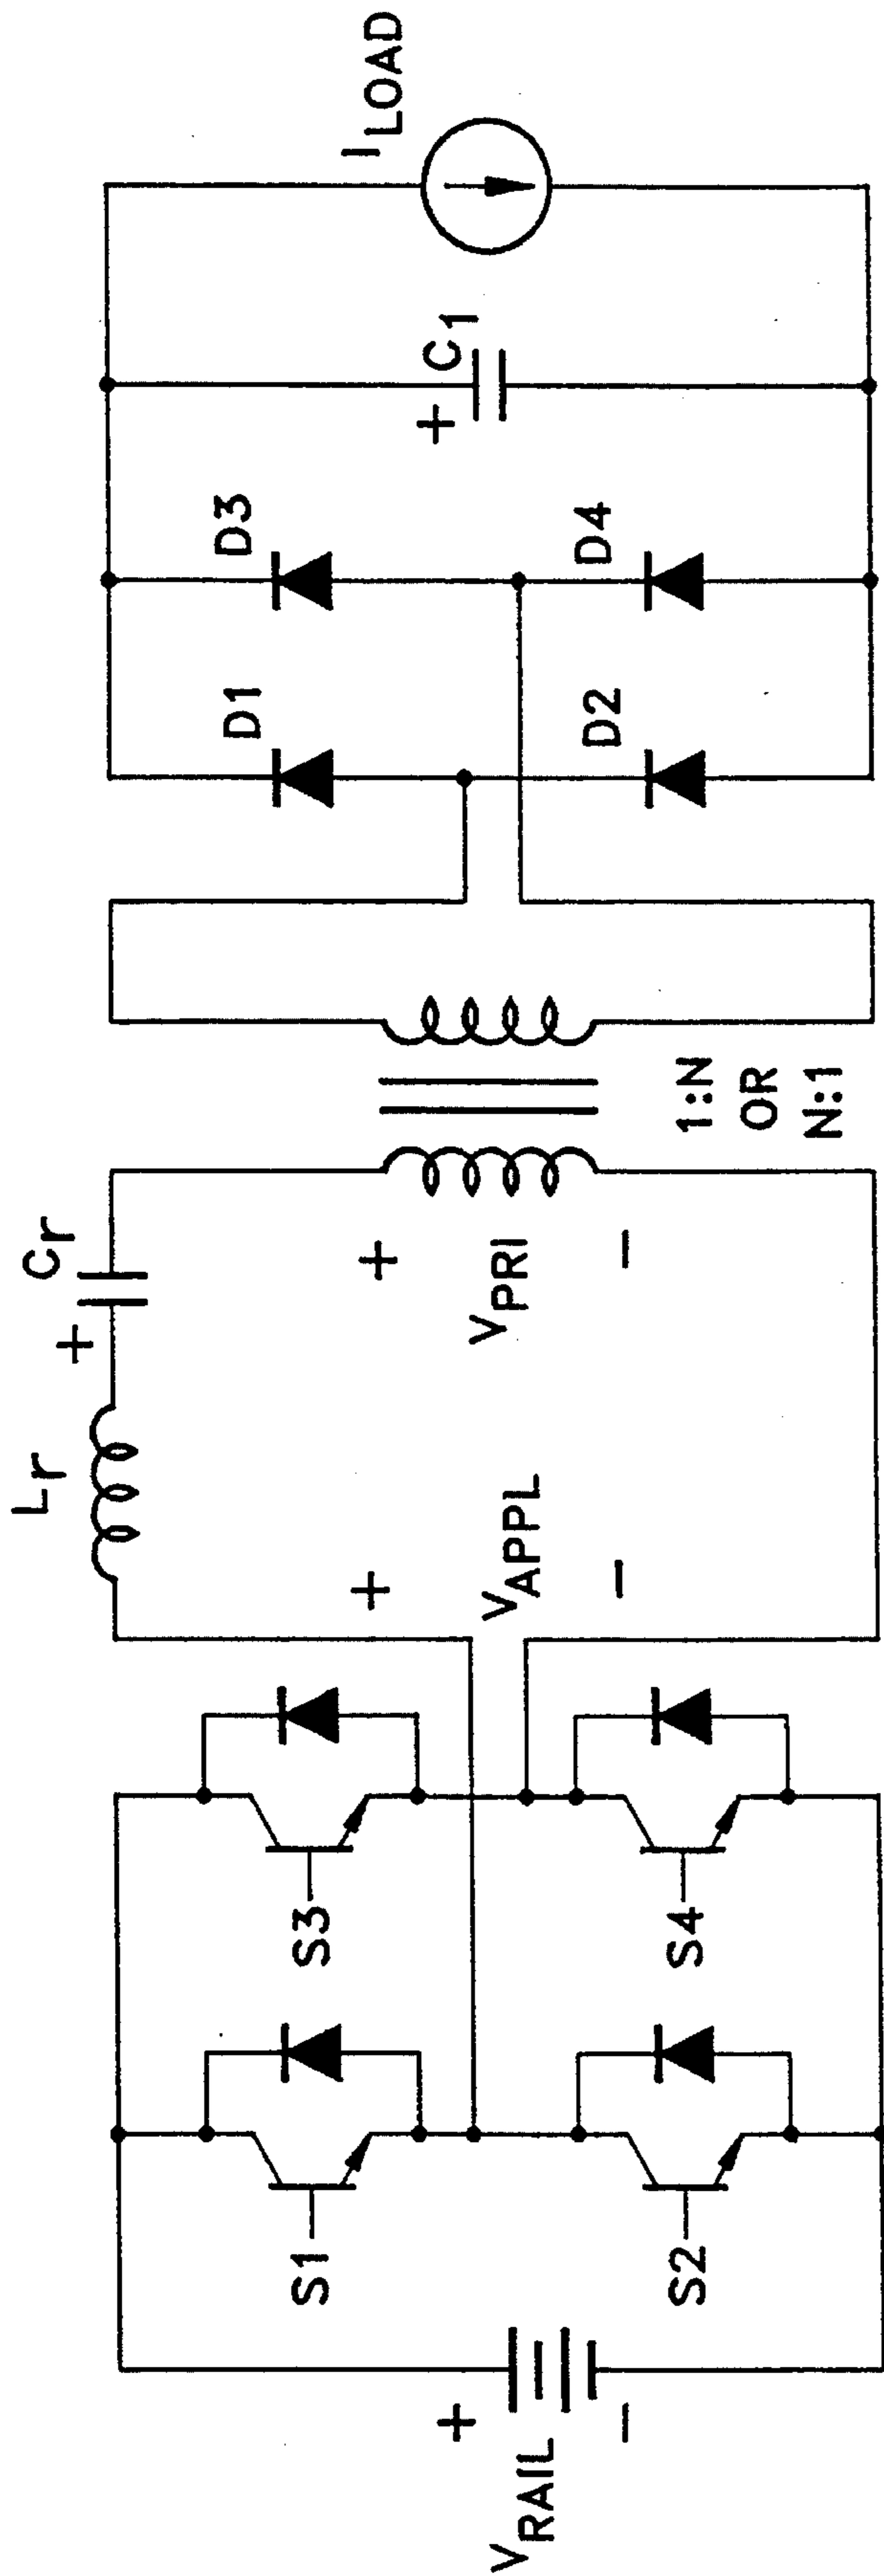 V_RAIL
+
−
S1
S2
S3
S4
V_APPL
+
−
L_r
+
C_r
+
V_PRI
−
1:N
OR
N:1
D1
D2
D3
D4
+
C_1
I_LOAD